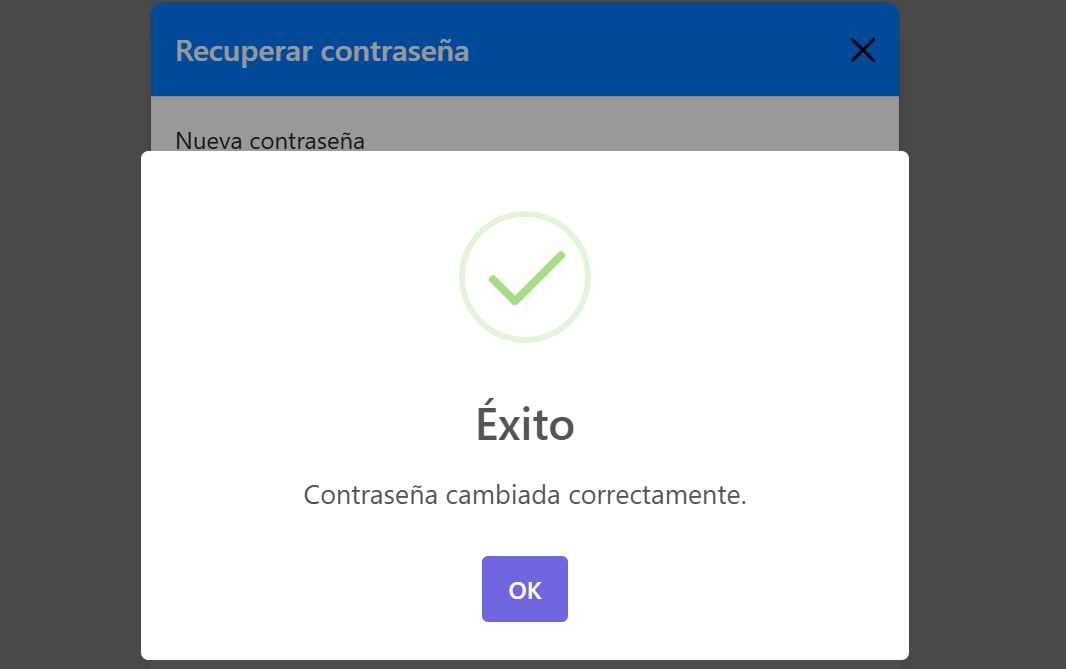 Recuperar contraseña
Nueva contraseña
Éxito
Contraseña cambiada correctamente.
OK